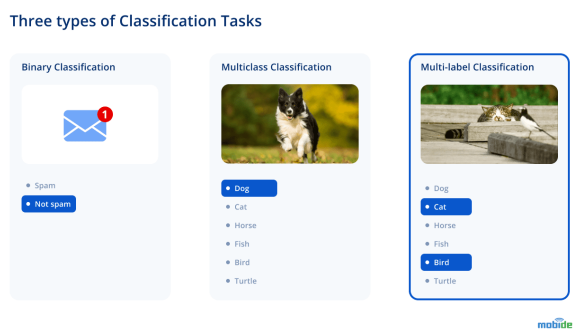 Three types of Classification Tasks
Binary Classification
1
Spam
Not spam
Multiclass Classification
Dog
Cat
Horse
Fish
Bird
Turtle
Multi-label Classification
Dog
Cat
Horse
Fish
Bird
Turtle
mobide